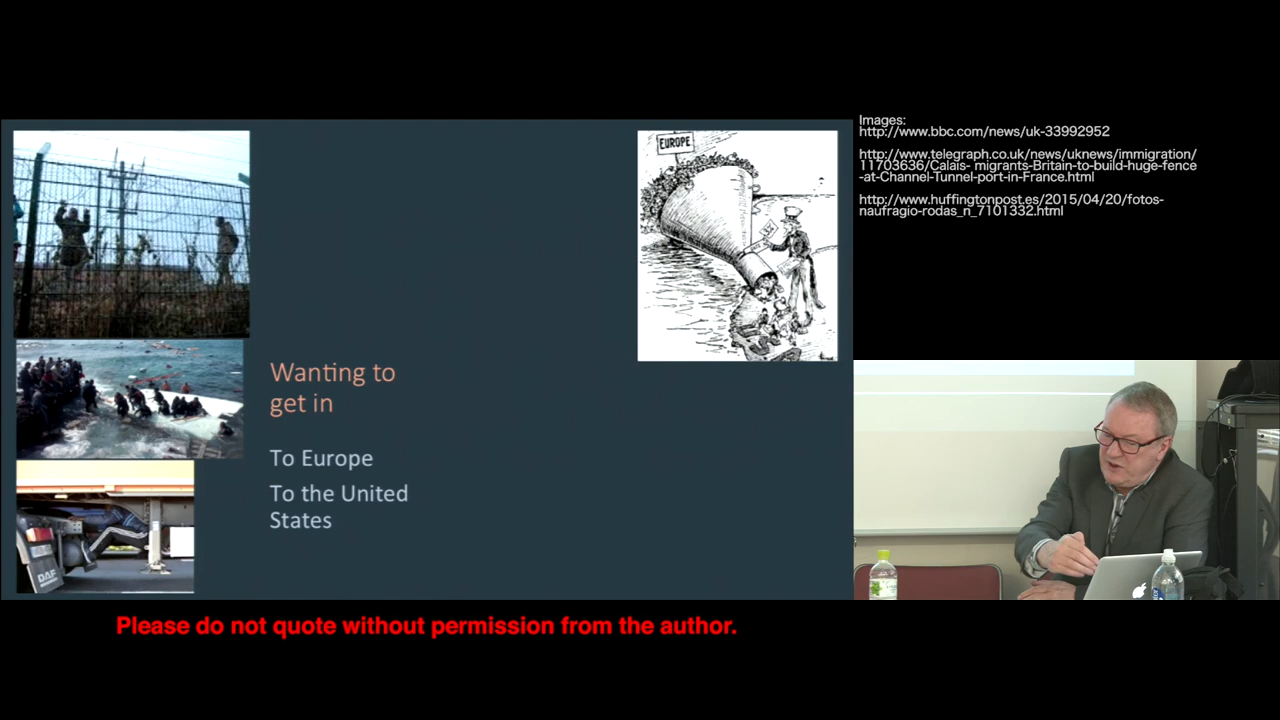 EUROPE
Wanting to
get in
To Europe
To the United
States
DAF
Images:
http://www.bbc.com/news/uk-33992952
http://www.telegraph.co.uk/news/uknews/immigration/
11703636/Calais- migrants-Britain-to-build-huge-fence
-at-Channel-Tunnel-port-in-France.html
http://www.huffingtonpost.es/2015/04/20/fotos-
naufragio-rodas_n_7101332.html
Please do not quote without permission from the author.